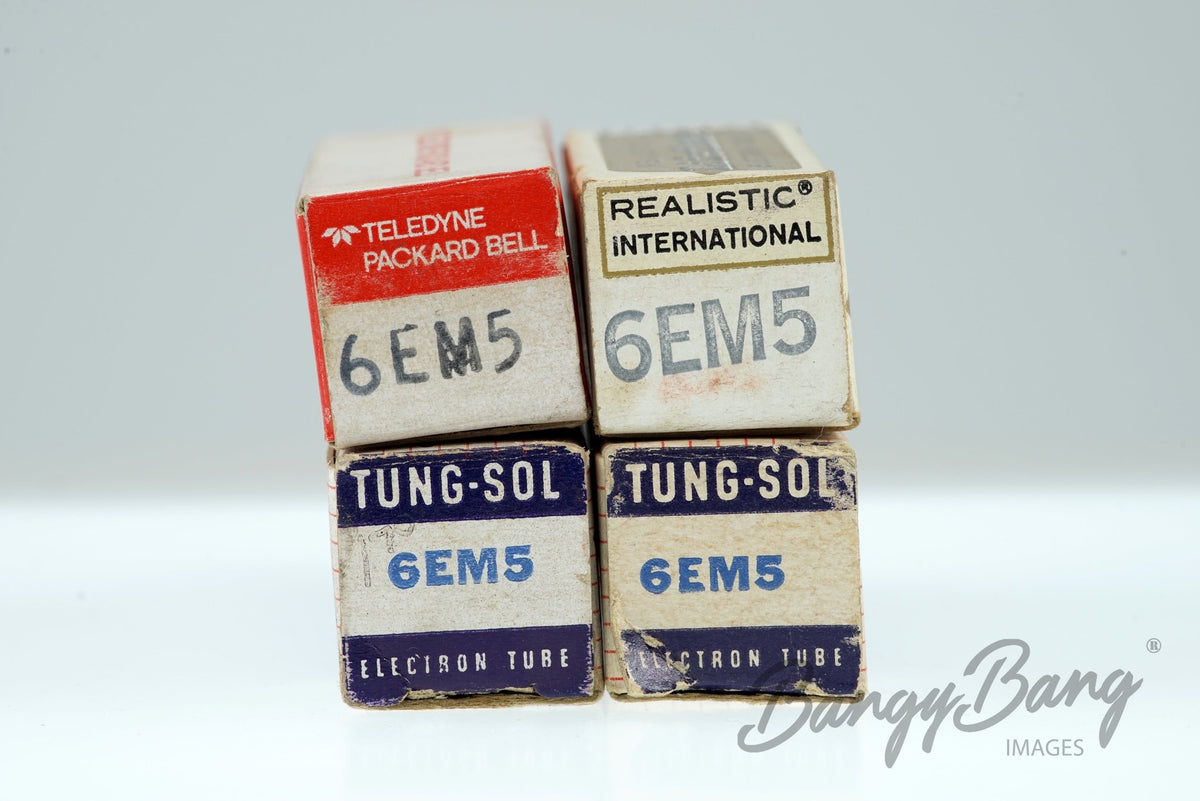 TELEDYNE
PACKARD BELL
6EM5
REALISTIC®
INTERNATIONAL
6EM5
TUNG-SOL
6EM5
ELECTRON TUBE
TUNG-SOL
6EM5
ELECTRON TUBE
BangyBang®
IMAGES